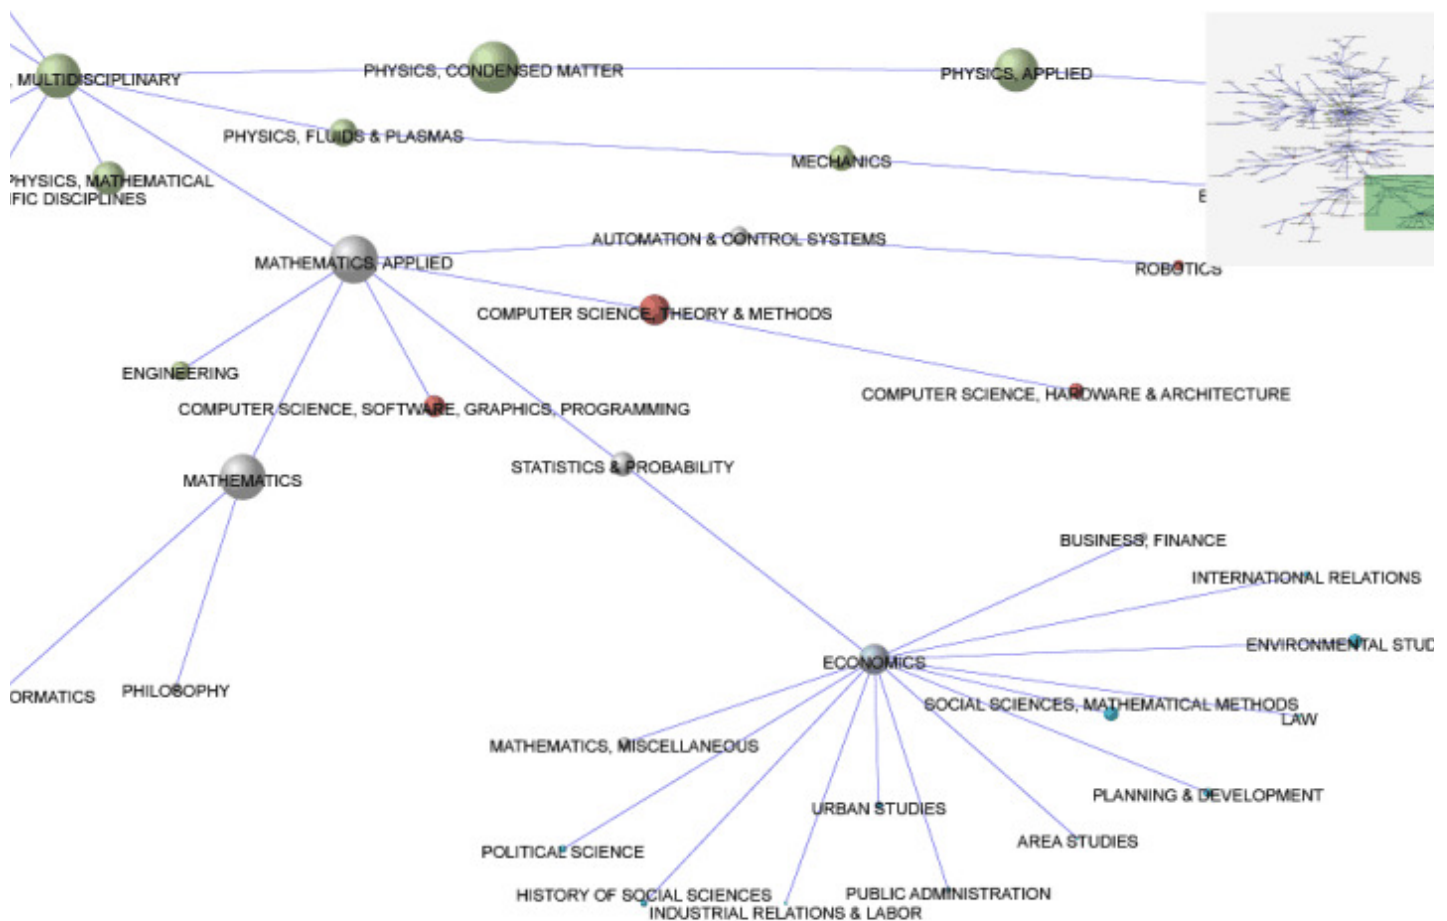 PHYSICS, CONDENSED MATTER
PHYSICS, APPLIED
, MULTIDISCIPLINARY
PHYSICS, FLUIDS & PLASMAS
MECHANICS
PHYSICS, MATHEMATICAL
IFIC DISCIPLINES
E
AUTOMATION & CONTROL SYSTEMS
MATHEMATICS, APPLIED
ROBOTICS
COMPUTER SCIENCE, THEORY & METHODS
ENGINEERING
COMPUTER SCIENCE, HARDWARE & ARCHITECTURE
COMPUTER SCIENCE, SOFTWARE, GRAPHICS, PROGRAMMING
STATISTICS & PROBABILITY
MATHEMATICS
BUSINESS, FINANCE
INTERNATIONAL RELATIONS
ENVIRONMENTAL STUD
ECONOMICS
ORMATICS
PHILOSOPHY
SOCIAL SCIENCES, MATHEMATICAL METHODS
LAW
MATHEMATICS, MISCELLANEOUS
PLANNING & DEVELOPMENT
URBAN STUDIES
AREA STUDIES
POLITICAL SCIENCE
HISTORY OF SOCIAL SCIENCES
PUBLIC ADMINISTRATION
INDUSTRIAL RELATIONS & LABOR